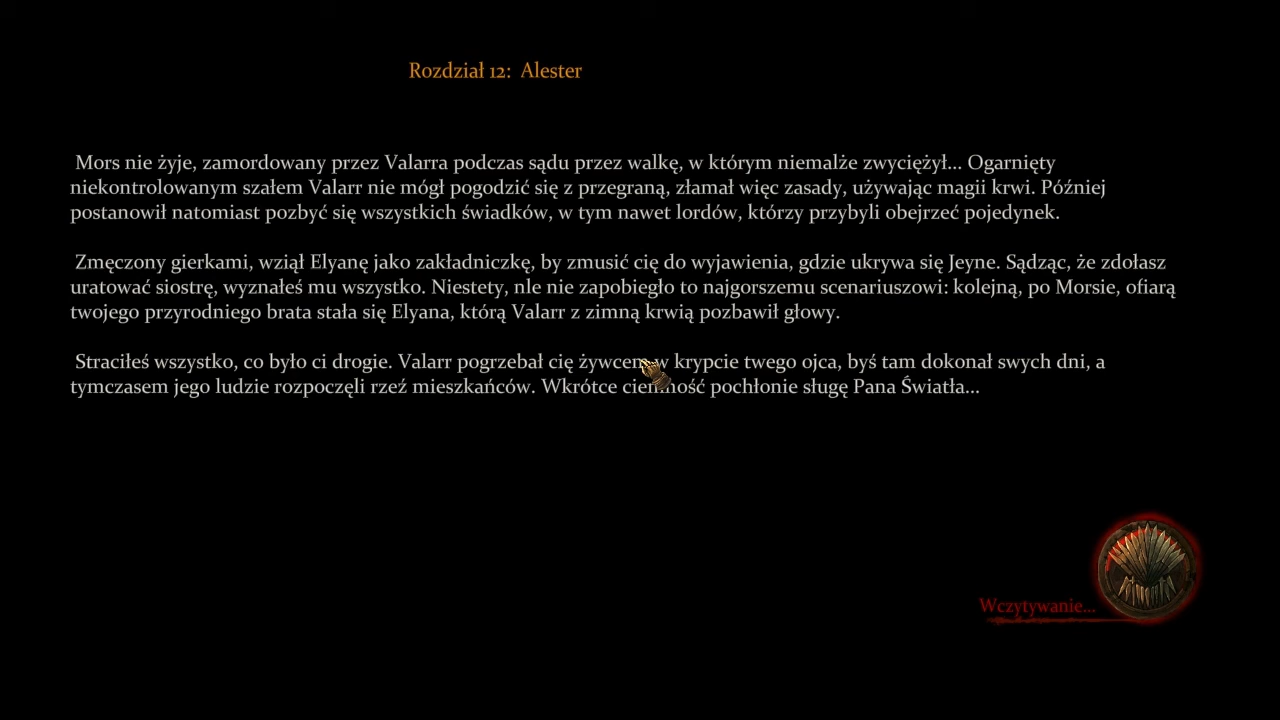 Rozdział 12: Alester
Mors nie żyje, zamordowany przez Valarra podczas sądu przez walkę, w którym niemalże zwyciężył... Ogarnięty
niekontrolowanym szałem Valarr nie mógł pogodzić się z przegraną, złamał więc zasady, używając magii krwi. Później
postanowił natomiast pozbyć się wszystkich świadków, w tym nawet lordów, którzy przybyli obejrzeć pojedynek.
Zmęczony gierkami, wziął Elyanę jako zakładniczkę, by zmusić cię do wyjawienia, gdzie ukrywa się Jeyne. Sądząc, że zdołasz
uratować siostrę, wyznałeś mu wszystko. Niestety, nle nie zapobiegło to najgorszemu scenariuszowi: kolejną, po Morsie, ofiarą
twojego przyrodniego brata stała się Elyana, którą Valarr z zimną krwią pozbawił głowy.
Straciłeś wszystko, co było ci drogie. Valarr pogrzebał cię żywcem w krypcie twego ojca, byś tam dokonał swych dni, a
tymczasem jego ludzie rozpoczęli rzeź mieszkańców. Wkrótce ciemność pochłonie sługę Pana Światła...
Wczytywanie...